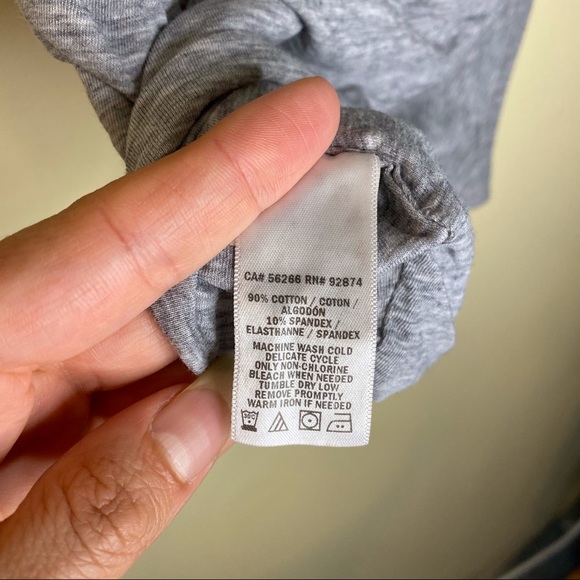 CA# 56266 RN# 92874
90% COTTON / COTON /
ALGODON
10% SPANDEX /
ELASTHANNE / SPANDEX
MACHINE WASH COLD
DELICATE CYCLE
ONLY NON-CHLORINE
BLEACH WHEN NEEDED
TUMBLE DRY LOW
REMOVE PROMPTLY
WARM IRON IF NEEDED